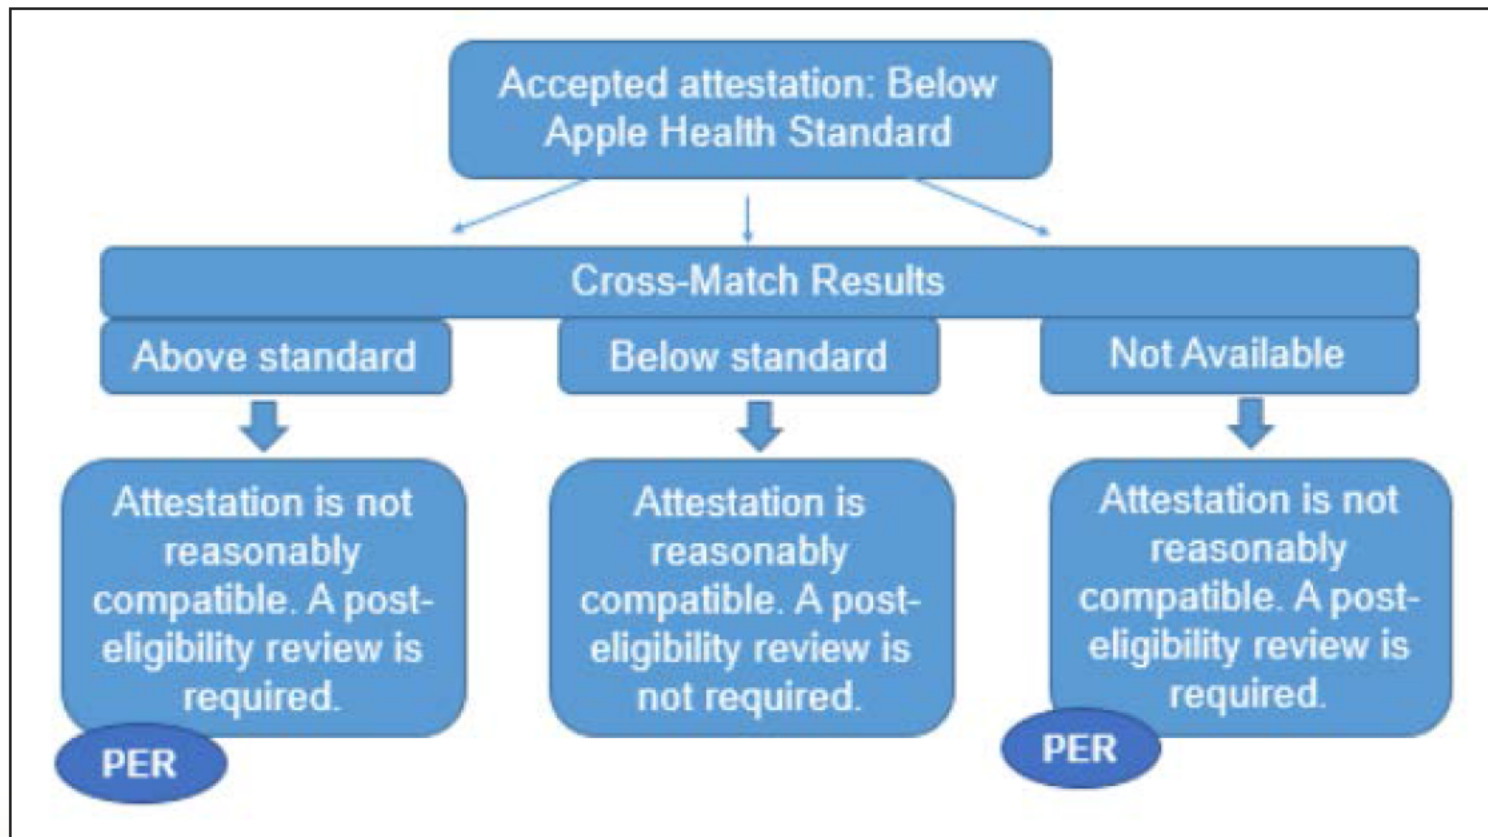 Accepted attestation: Below
Apple Health Standard
Cross-Match Results
Above standard
Below standard
Not Available
Attestation is not
reasonably
compatible. A post-
eligibility review is
required.
PER
Attestation is
reasonably
compatible. A post-
eligibility review is
not required.
Attestation is not
reasonably
compatible. A post-
eligibility review is
required.
PER